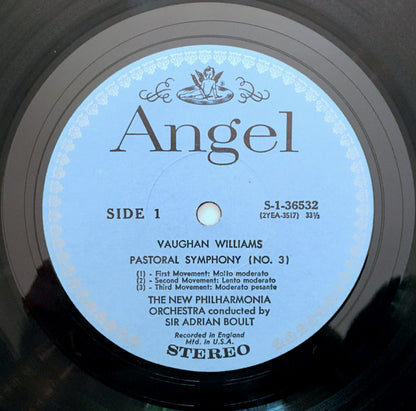 Angel
SIDE 1
S-1-36532
(2YEA-3517) 33⅓
VAUGHAN WILLIAMS
PASTORAL SYMPHONY (NO. 3)
(1) - First Movement: Molto moderato
(2) - Second Movement: Lento moderato
(3) - Third Movement: Moderato pesante
THE NEW PHILHARMONIA
ORCHESTRA conducted by
SIR ADRIAN BOULT
Recorded in England
Mfd. in U.S.A.
STEREO